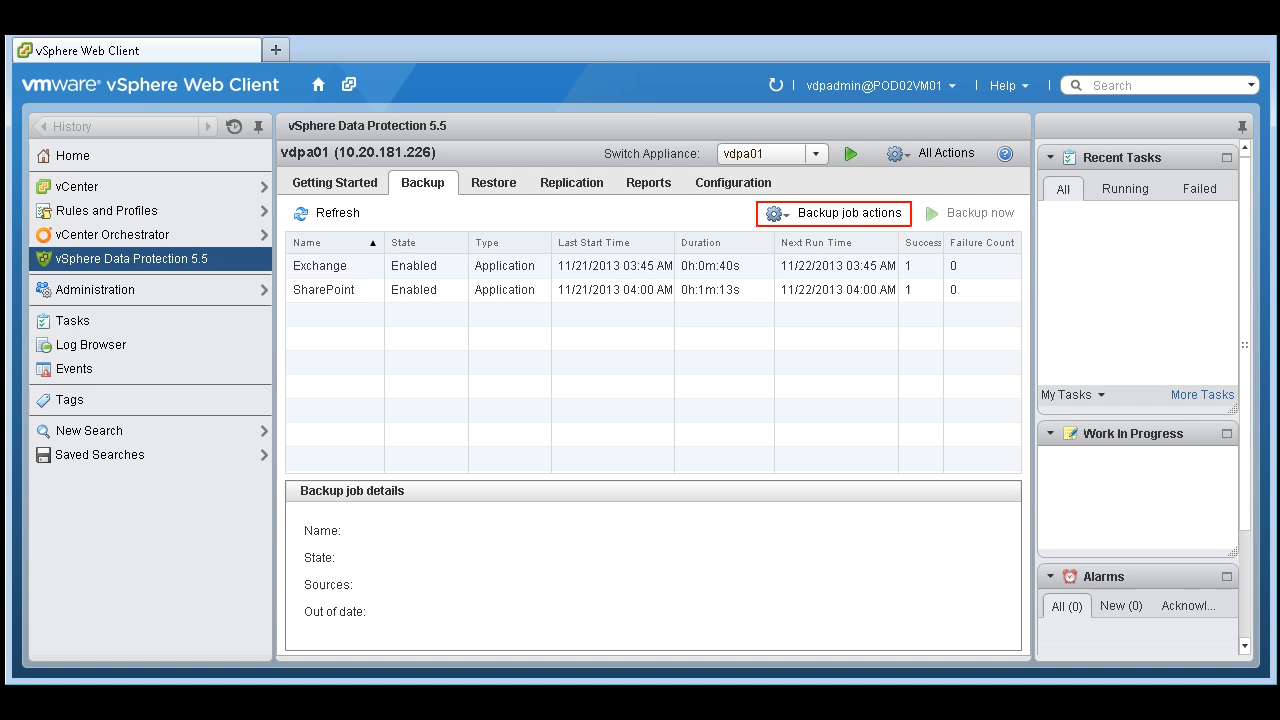 vSphere Web Client
vmware® vSphere Web Client
vdpadmin@POD02VM01
Help
Search
History
Home
vCenter
Rules and Profiles
vCenter Orchestrator
vSphere Data Protection 5.5
Administration
Tasks
Log Browser
Events
Tags
New Search
Saved Searches
vSphere Data Protection 5.5
vdpa01 (10.20.181.226)
Switch Appliance: vdpa01
All Actions
Getting Started Backup Restore Replication Reports Configuration
Refresh
Backup job actions
Backup now
Name State Type Last Start Time Duration Next Run Time Success Failure Count
Exchange Enabled Application 11/21/2013 03:45 AM 0h:0m:40s 11/22/2013 03:45 AM 1 0
SharePoint Enabled Application 11/21/2013 04:00 AM 0h:1m:13s 11/22/2013 04:00 AM 1 0
Backup job details
Name:
State:
Sources:
Out of date:
Recent Tasks
All Running Failed
My Tasks More Tasks
Work In Progress
Alarms
All (0) New (0) Acknowl...